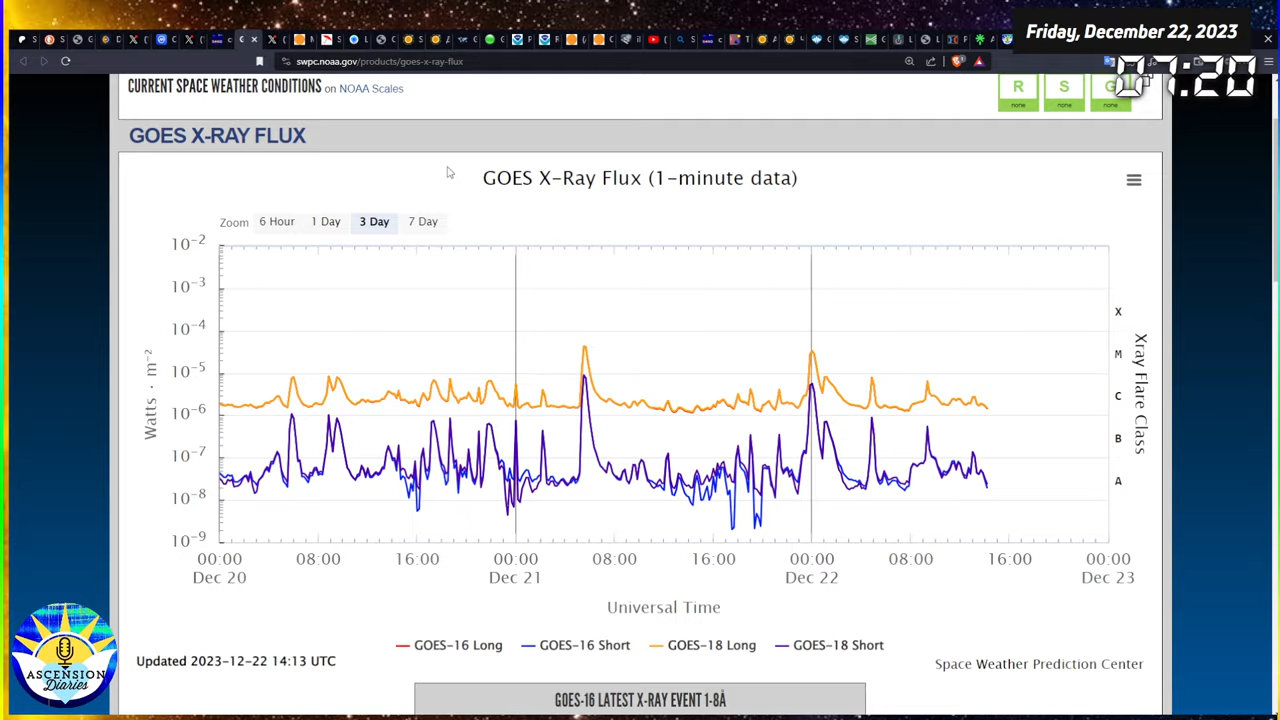 Friday, December 22, 2023
07:20
swpc.noaa.gov/products/goes-x-ray-flux
CURRENT SPACE WEATHER CONDITIONS on NOAA Scales
R S G
none none none
GOES X-RAY FLUX
GOES X-Ray Flux (1-minute data)
Zoom 6 Hour 1 Day 3 Day 7 Day
10-2
10-3
10-4
10-5
10-6
10-7
10-8
10-9
Watts · m-2
X
M
C
B
A
Xray Flare Class
00:00 08:00 16:00 00:00 08:00 16:00 00:00 08:00 16:00 00:00
Dec 20 Dec 21 Dec 22 Dec 23
Universal Time
GOES-16 Long GOES-16 Short GOES-18 Long GOES-18 Short
Updated 2023-12-22 14:13 UTC
Space Weather Prediction Center
GOES-16 LATEST X-RAY EVENT 1-8Å
ASCENSION
Diaries